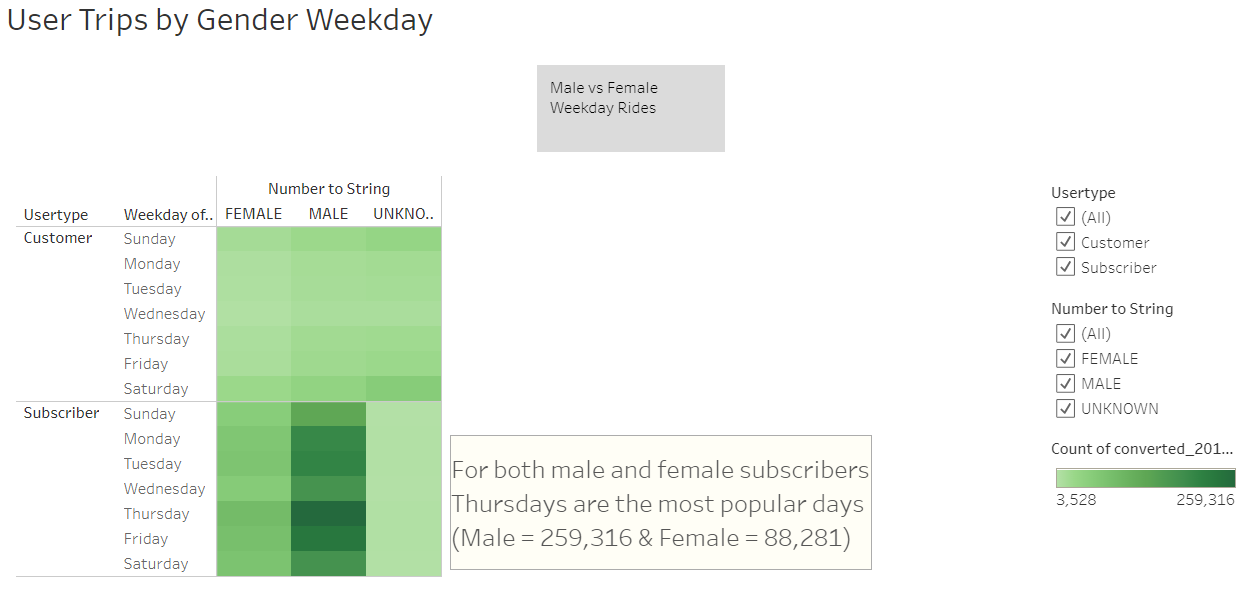 User Trips by Gender Weekday
Male vs Female
Weekday Rides
Number to String
Usertype Weekday of.. FEMALE MALE UNKNO..
Customer Sunday
Monday
Tuesday
Wednesday
Thursday
Friday
Saturday
Subscriber Sunday
Monday
Tuesday
Wednesday
Thursday
Friday
Saturday
For both male and female subscribers
Thursdays are the most popular days
(Male = 259,316 & Female = 88,281)
Usertype
(All)
Customer
Subscriber
Number to String
(All)
FEMALE
MALE
UNKNOWN
Count of converted_201...
3,528 259,316